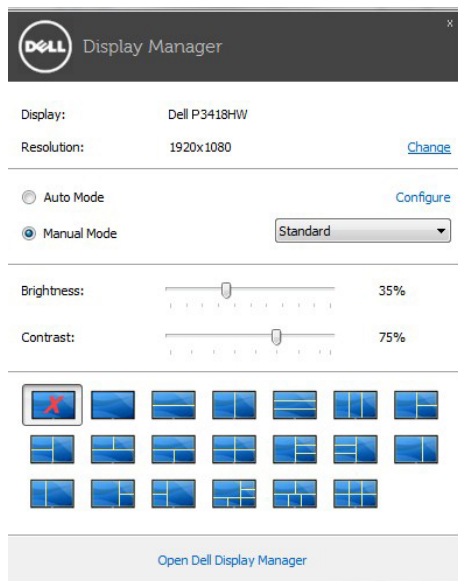 x
DELL Display Manager
Display: Dell P3418HW
Resolution: 1920x1080 Change
Auto Mode Configure
Manual Mode Standard
Brightness: 35%
Contrast: 75%
Open Dell Display Manager